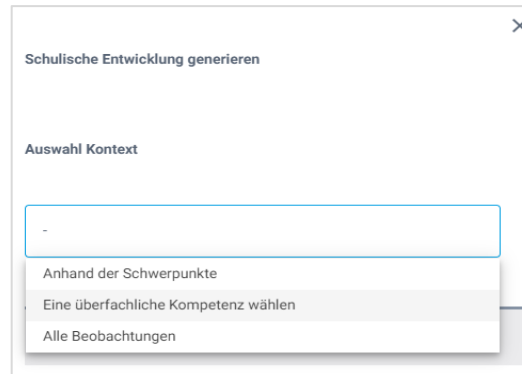 Schulische Entwicklung generieren
Auswahl Kontext
-
Anhand der Schwerpunkte
Eine überfachliche Kompetenz wählen
Alle Beobachtungen